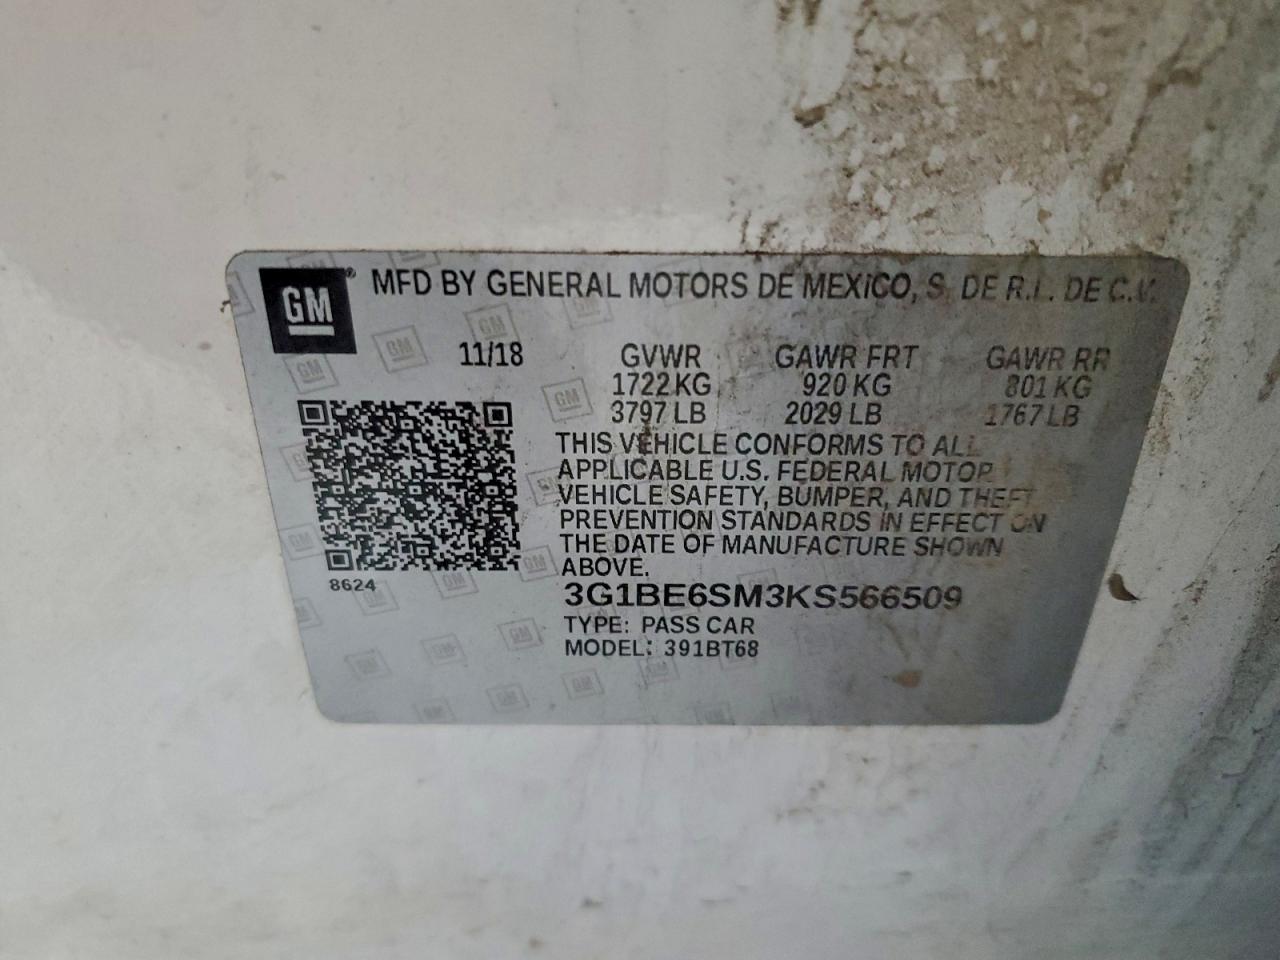 GM® MFD BY GENERAL MOTORS DE MEXICO, S. DE R.L. DE C.V.
11/18 GVWR GAWR FRT GAWR RR
1722 KG 920 KG 801 KG
3797 LB 2029 LB 1767 LB
THIS VEHICLE CONFORMS TO ALL
APPLICABLE U.S. FEDERAL MOTOR
VEHICLE SAFETY, BUMPER, AND THEFT
PREVENTION STANDARDS IN EFFECT ON
THE DATE OF MANUFACTURE SHOWN
ABOVE.
8624
3G1BE6SM3KS566509
TYPE: PASS CAR
MODEL: 391BT68